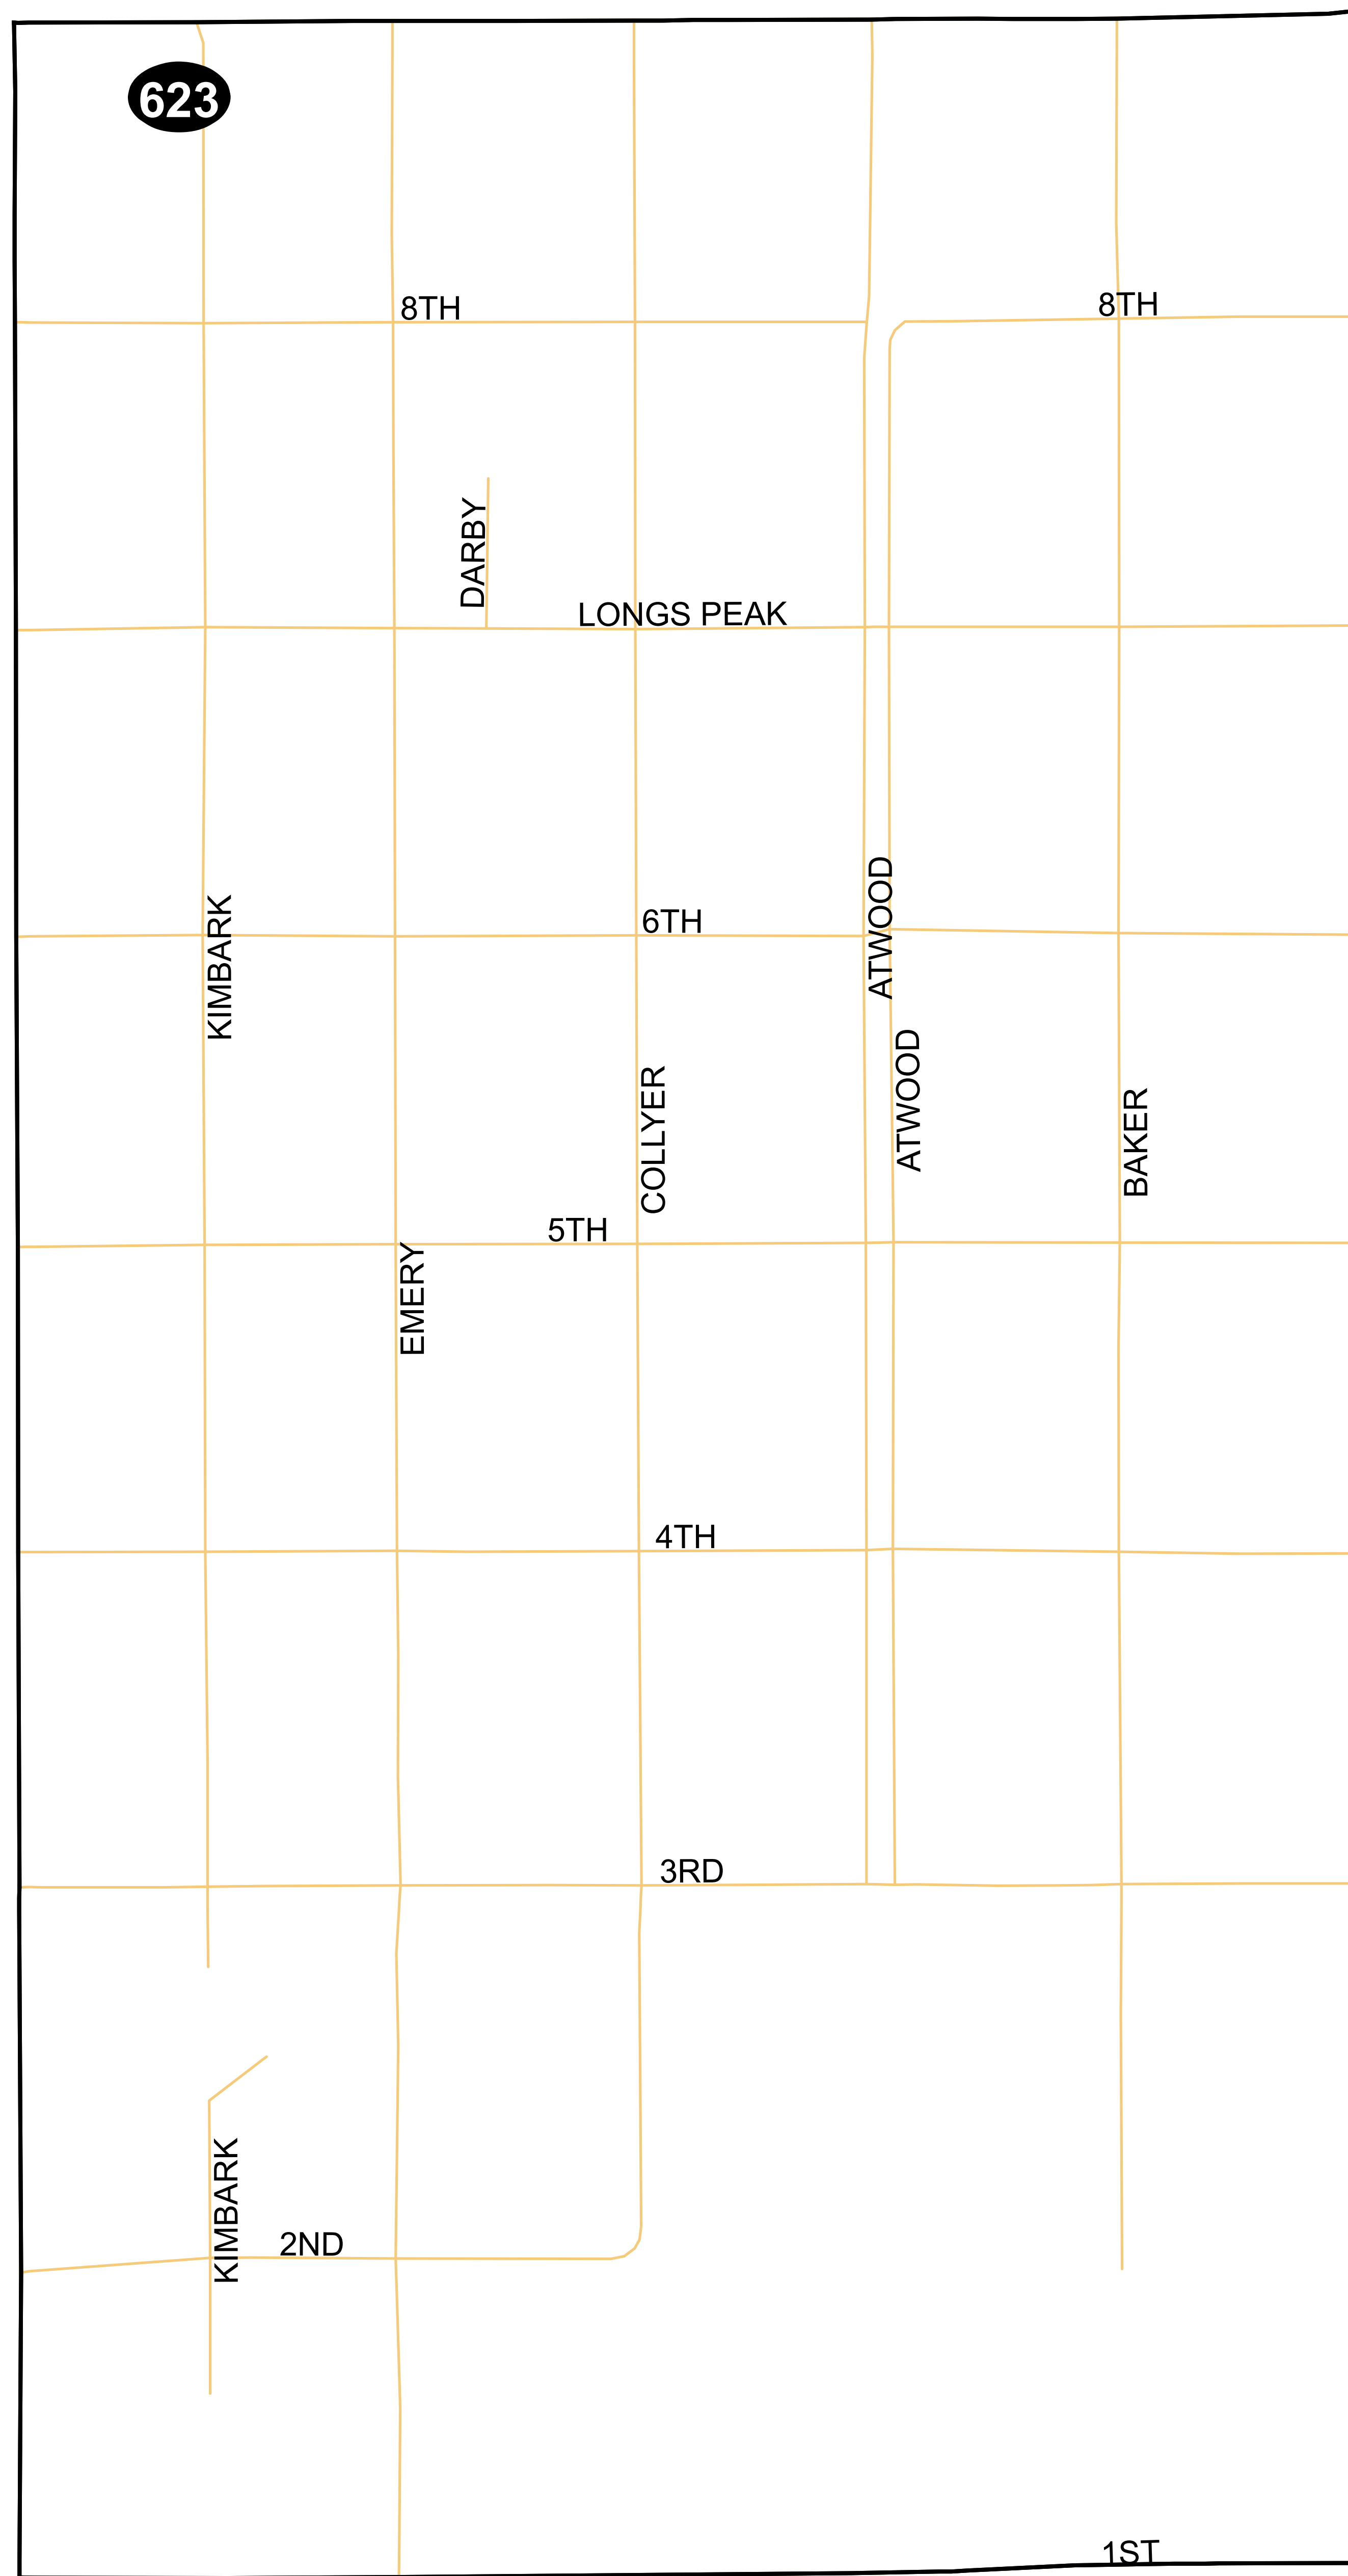 623
8TH
8TH
DARBY
LONGS PEAK
ATWOOD
KIMBARK
6TH
ATWOOD
COLLYER
BAKER
5TH
EMERY
4TH
3RD
KIMBARK
2ND
1ST